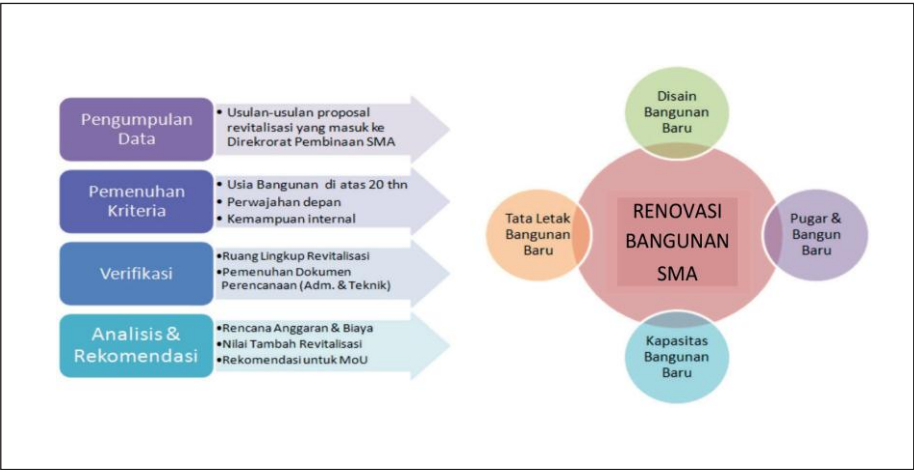 Pengumpulan
Data
• Usulan-usulan proposal
revitalisasi yang masuk ke
Direkrorat Pembinaan SMA
Pemenuhan
Kriteria
• Usia Bangunan di atas 20 thn
• Perwajahan depan
• Kemampuan internal
Verifikasi
•Ruang Lingkup Revitalisasi
•Pemenuhan Dokumen
Perencanaan (Adm. & Teknik)
Analisis &
Rekomendasi
•Rencana Anggaran & Biaya
•Nilai Tambah Revitalisasi
•Rekomendasi untuk MoU
Disain
Bangunan
Baru
Tata Letak
Bangunan
Baru
RENOVASI
BANGUNAN
SMA
Pugar &
Bangun
Baru
Kapasitas
Bangunan
Baru